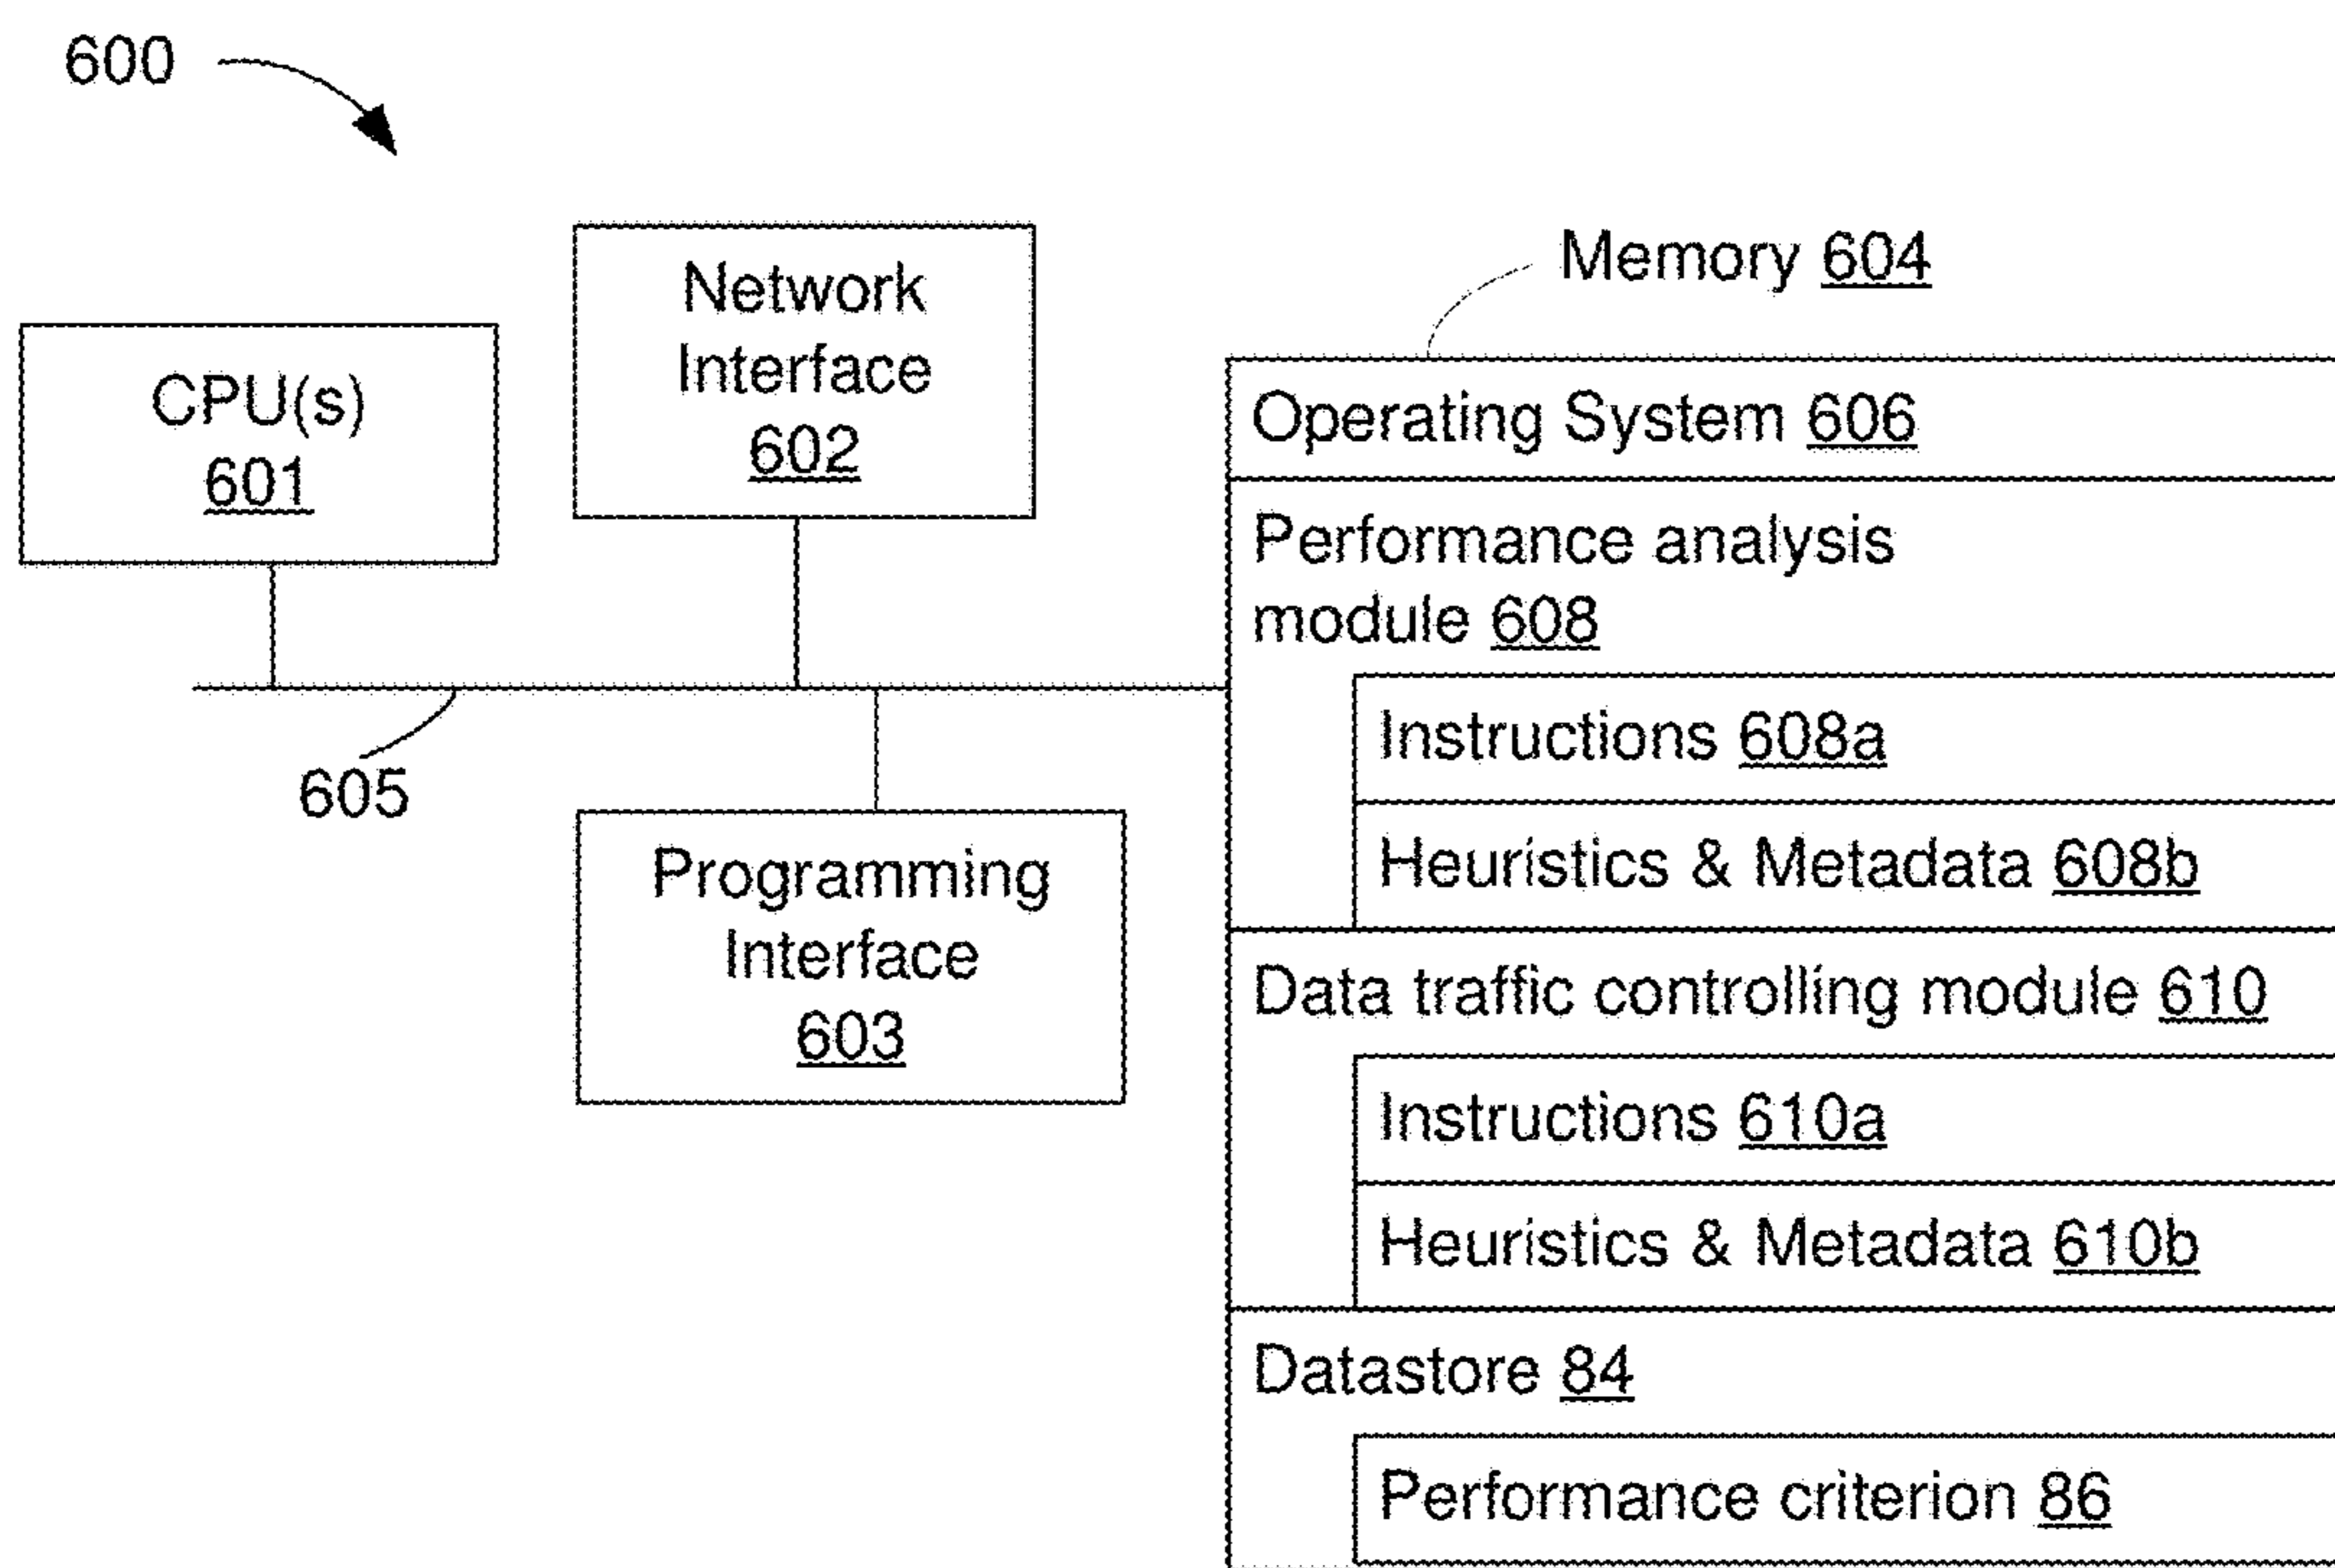 600
Network
Interface
602
CPU(s)
601
605
Programming
Interface
603
Memory 604
Operating System 606
Performance analysis
module 608
Instructions 608a
Heuristics & Metadata 608b
Data traffic controlling module 610
Instructions 610a
Heuristics & Metadata 610b
Datastore 84
Performance criterion 86